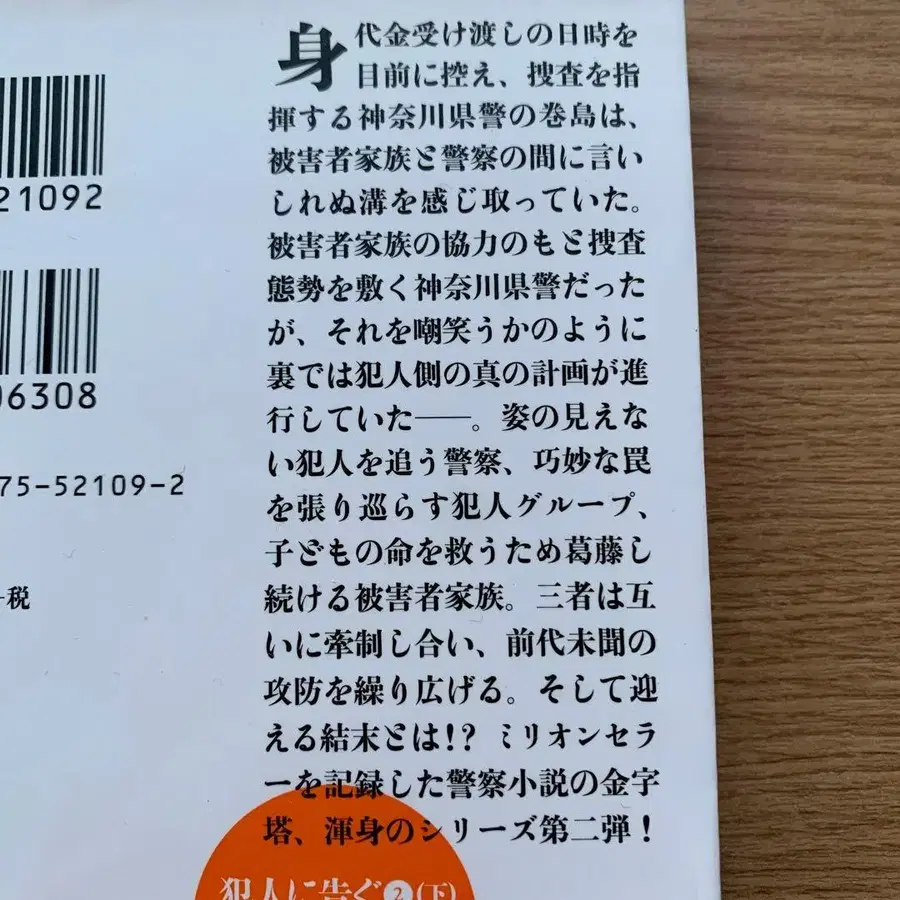 21092
06308
75-52109-2
+税
身代金受け渡しの日時を
目前に控え、捜査を指
揮する神奈川県警の巻島は、
被害者家族と警察の間に言い
しれぬ溝を感じ取っていた。
被害者家族の協力のもと捜査
態勢を敷く神奈川県警だった
が、それを嘲笑うかのように
裏では犯人側の真の計画が進
行していた――。姿の見えな
い犯人を追う警察、巧妙な罠
を張り巡らす犯人グループ、
子どもの命を救うため葛藤し
続ける被害者家族。三者は互
いに牽制し合い、前代未聞の
攻防を繰り広げる。そして迎
える結末とは!? ミリオンセラ
ーを記録した警察小説の金字
塔、渾身のシリーズ第二弾！
犯人に告ぐ❷(下)